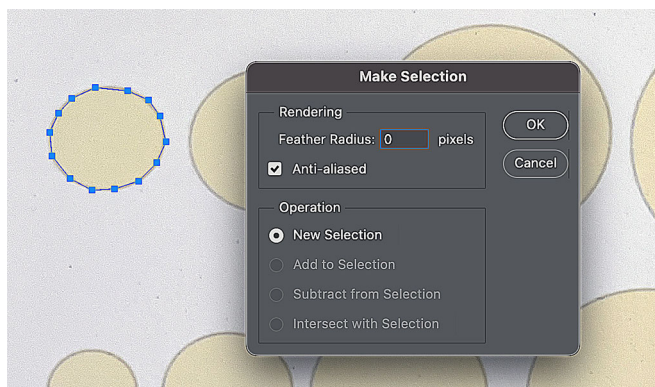 Make Selection
Rendering
Feather Radius: 0 pixels
OK
Anti-aliased
Cancel
Operation
New Selection
Add to Selection
Subtract from Selection
Intersect with Selection